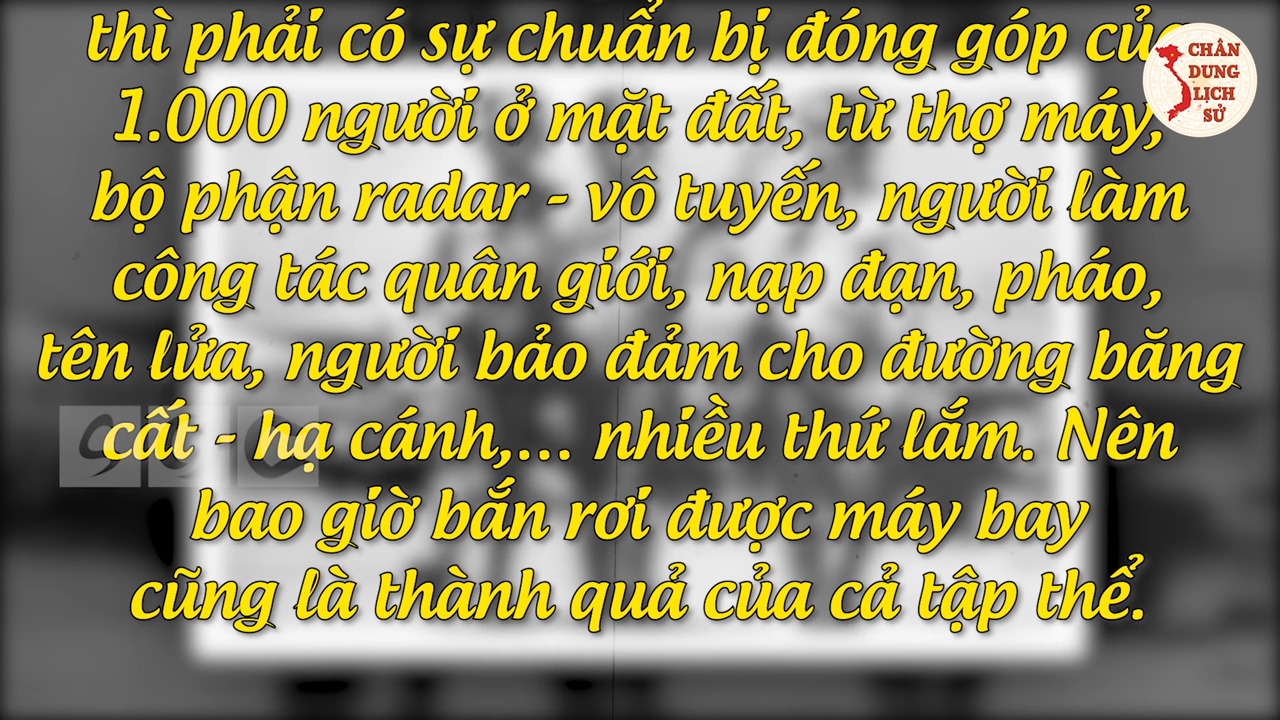 thì phải có sự chuẩn bị đóng góp của
1.000 người ở mặt đất, từ thợ máy,
bộ phận radar - vô tuyến, người làm
công tác quân giới, nạp đạn, pháo,
tên lửa, người bảo đảm cho đường băng
cất - hạ cánh,... nhiều thứ lắm. Nên
bao giờ bắn rơi được máy bay
cũng là thành quả của cả tập thể.
CHÂN
DUNG
LỊCH
SỬ